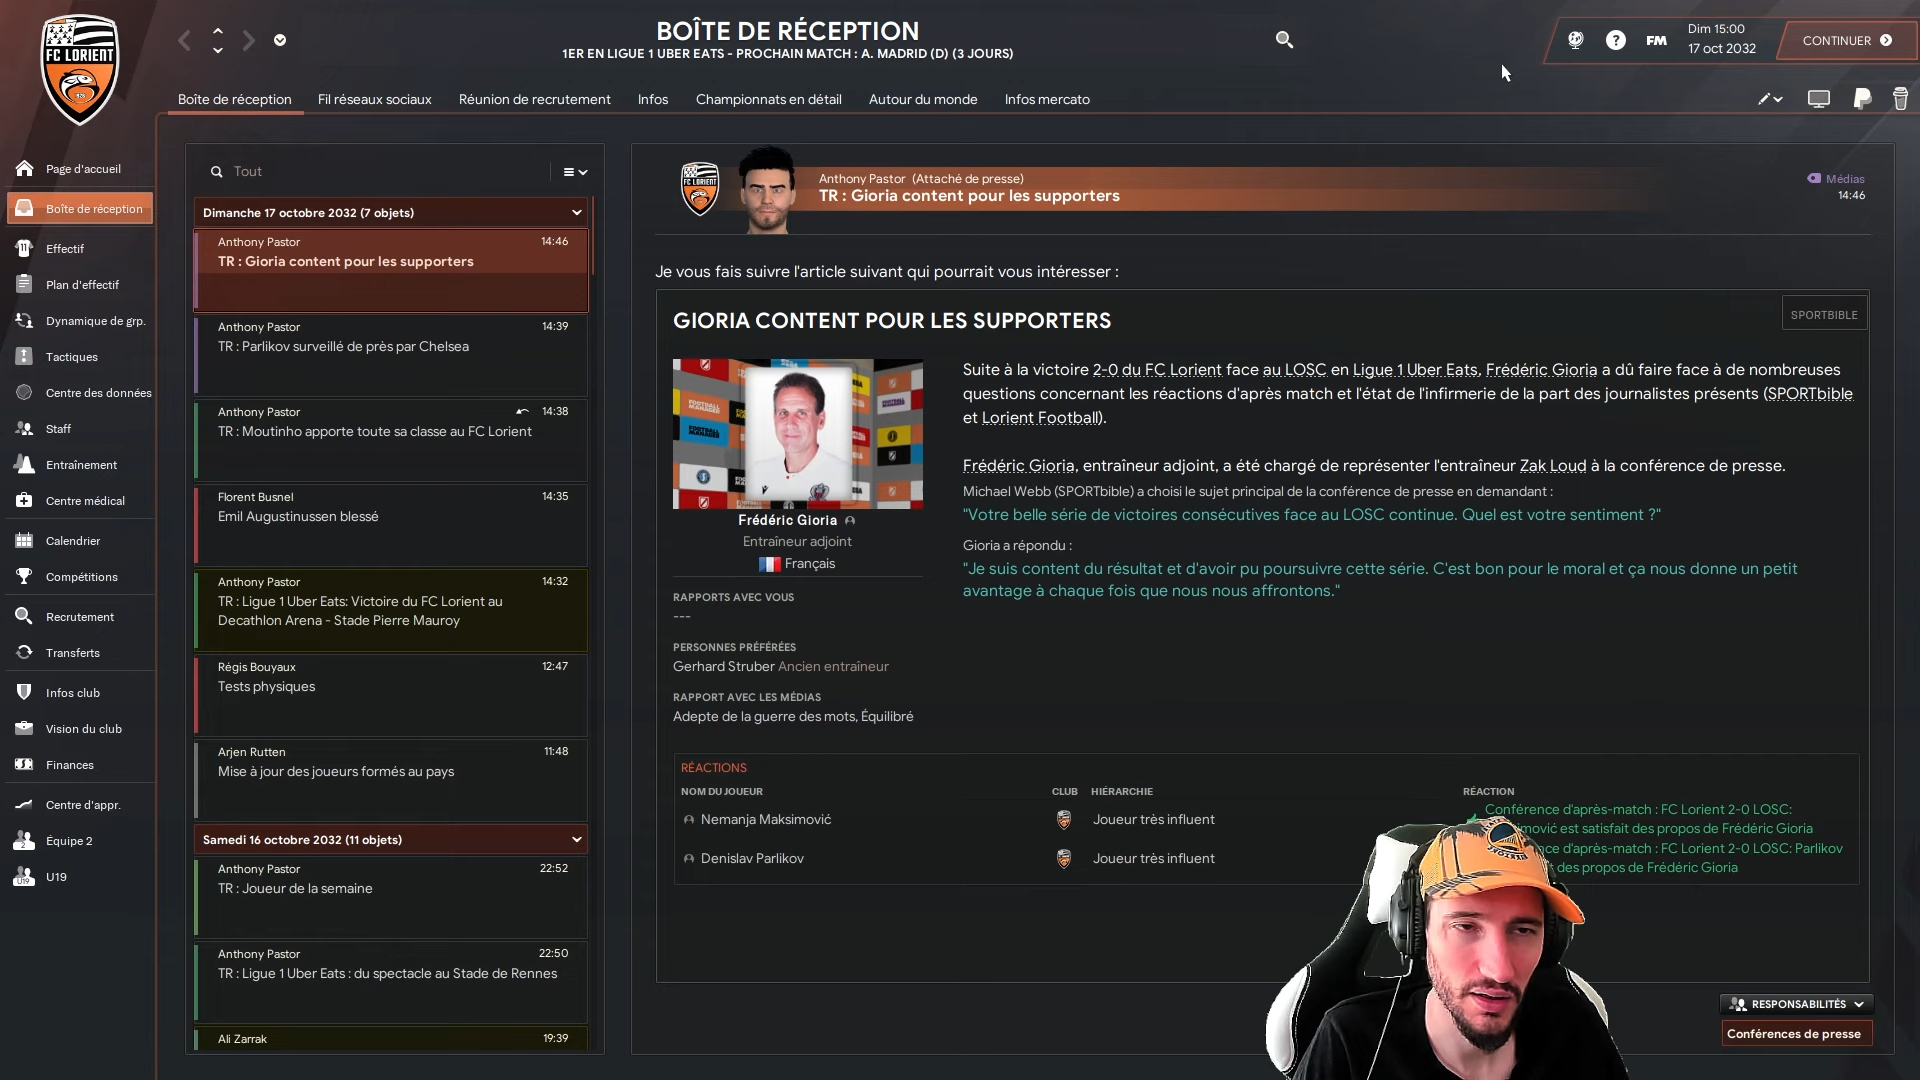 FC LORIENT
BOÎTE DE RÉCEPTION
1ER EN LIGUE 1 UBER EATS - PROCHAIN MATCH : A. MADRID (D) (3 JOURS)
FM
Dim 15:00
17 oct 2032
CONTINUER
Boîte de réception
Fil réseaux sociaux
Réunion de recrutement
Infos
Championnats en détail
Autour du monde
Infos mercato
Page d'accueil
Boîte de réception
Effectif
Plan d'effectif
Dynamique de grp.
Tactiques
Centre des données
Staff
Entraînement
Centre médical
Calendrier
Compétitions
Recrutement
Transferts
Infos club
Vision du club
Finances
Centre d'appr.
Équipe 2
U19
Tout
Dimanche 17 octobre 2032 (7 objets)
Anthony Pastor 14:46
TR : Gioria content pour les supporters
Anthony Pastor 14:39
TR : Parlikov surveillé de près par Chelsea
Anthony Pastor 14:38
TR : Moutinho apporte toute sa classe au FC Lorient
Florent Busnel 14:35
Emil Augustinussen blessé
Anthony Pastor 14:32
TR : Ligue 1 Uber Eats: Victoire du FC Lorient au
Decathlon Arena - Stade Pierre Mauroy
Régis Bouyaux 12:47
Tests physiques
Arjen Rutten 11:48
Mise à jour des joueurs formés au pays
Samedi 16 octobre 2032 (11 objets)
Anthony Pastor 22:52
TR : Joueur de la semaine
Anthony Pastor 22:50
TR : Ligue 1 Uber Eats : du spectacle au Stade de Rennes
Ali Zarrak 19:39
Anthony Pastor (Attaché de presse)
TR : Gioria content pour les supporters
Médias
14:46
Je vous fais suivre l'article suivant qui pourrait vous intéresser :
GIORIA CONTENT POUR LES SUPPORTERS
SPORTBIBLE
Frédéric Gioria
Entraîneur adjoint
Français
RAPPORTS AVEC VOUS
---
PERSONNES PRÉFÉRÉES
Gerhard Struber Ancien entraîneur
RAPPORT AVEC LES MÉDIAS
Adepte de la guerre des mots, Équilibré
Suite à la victoire 2-0 du FC Lorient face au LOSC en Ligue 1 Uber Eats, Frédéric Gioria a dû faire face à de nombreuses
questions concernant les réactions d'après match et l'état de l'infirmerie de la part des journalistes présents (SPORTbible
et Lorient Football).
Frédéric Gioria, entraîneur adjoint, a été chargé de représenter l'entraîneur Zak Loud à la conférence de presse.
Michael Webb (SPORTbible) a choisi le sujet principal de la conférence de presse en demandant :
"Votre belle série de victoires consécutives face au LOSC continue. Quel est votre sentiment ?"
Gioria a répondu :
"Je suis content du résultat et d'avoir pu poursuivre cette série. C'est bon pour le moral et ça nous donne un petit
avantage à chaque fois que nous nous affrontons."
RÉACTIONS
NOM DU JOUEUR CLUB HIÉRARCHIE RÉACTION
Nemanja Maksimović Joueur très influent
Conférence d'après-match : FC Lorient 2-0 LOSC:
est satisfait des propos de Frédéric Gioria
Denislav Parlikov Joueur très influent
d'après-match : FC Lorient 2-0 LOSC: Parlikov
des propos de Frédéric Gioria
RESPONSABILITÉS
Conférences de presse